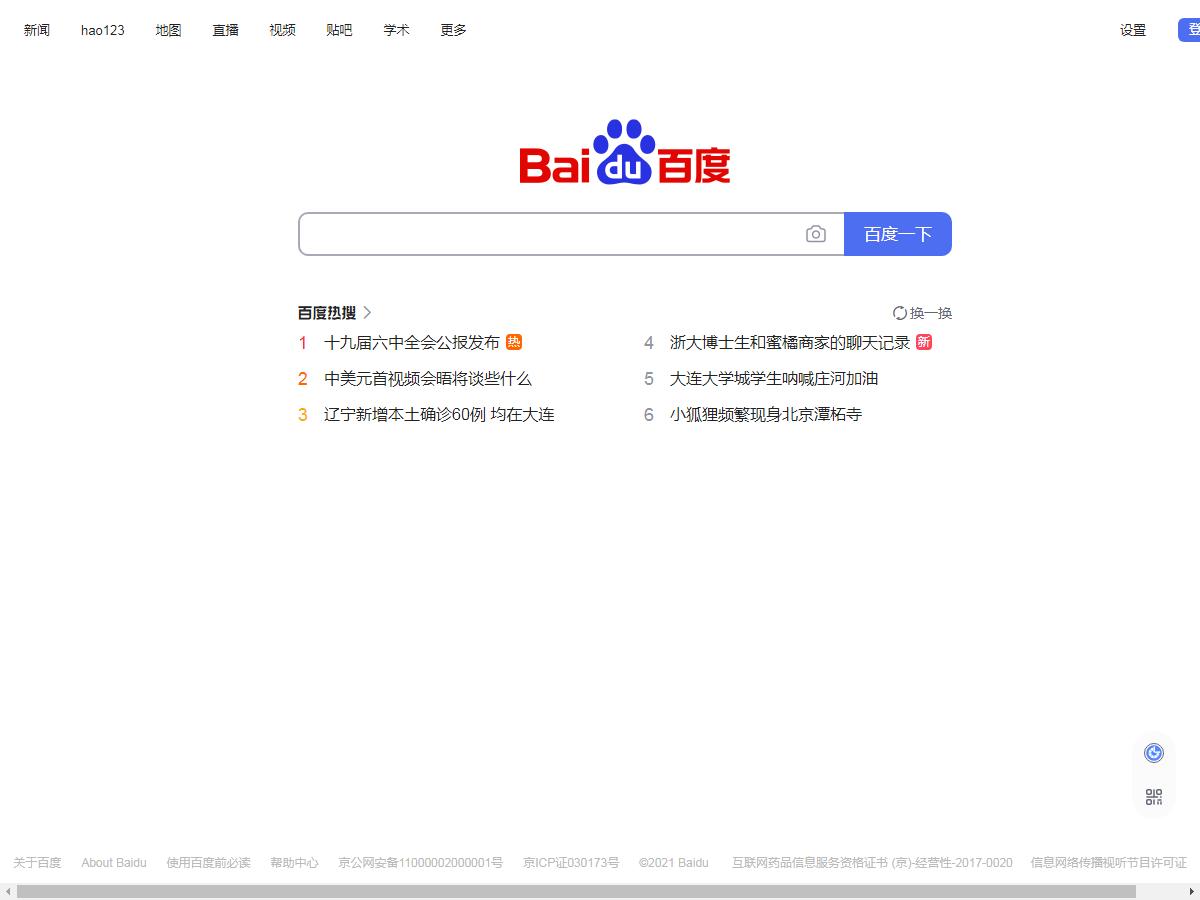 新闻 hao123 地图 直播 视频 贴吧 学术 更多 设置 登
Bai du 百度
百度一下
百度热搜 换一换
1 十九届六中全会公报发布 热
2 中美元首视频会晤将谈些什么
3 辽宁新增本土确诊60例 均在大连
4 浙大博士生和蜜橘商家的聊天记录 新
5 大连大学城学生呐喊庄河加油
6 小狐狸频繁现身北京潭柘寺
关于百度 About Baidu 使用百度前必读 帮助中心 京公网安备11000002000001号 京ICP证030173号 ©2021 Baidu 互联网药品信息服务资格证书 (京)-经营性-2017-0020 信息网络传播视听节目许可证